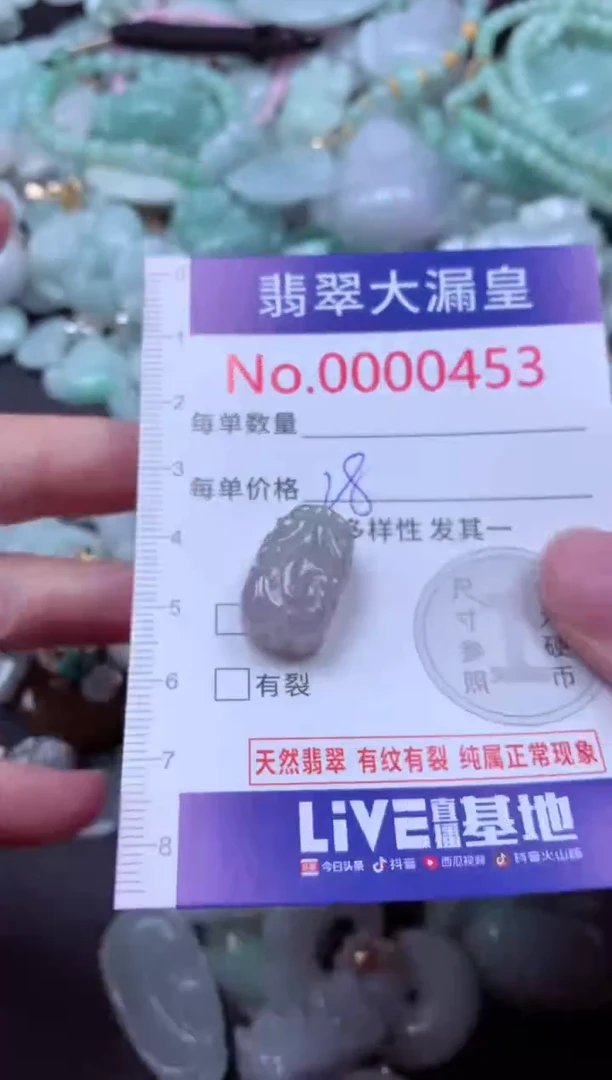 翡翠大漏皇
No.0000453
每单数量
每单价格 18
多样性 发其一
有裂
尺寸参照
硬币
天然翡翠 有纹有裂 纯属正常现象
LIVE直播基地
今日头条 抖音 西瓜视频 抖音火山版
0
1
2
3
4
5
6
7
8